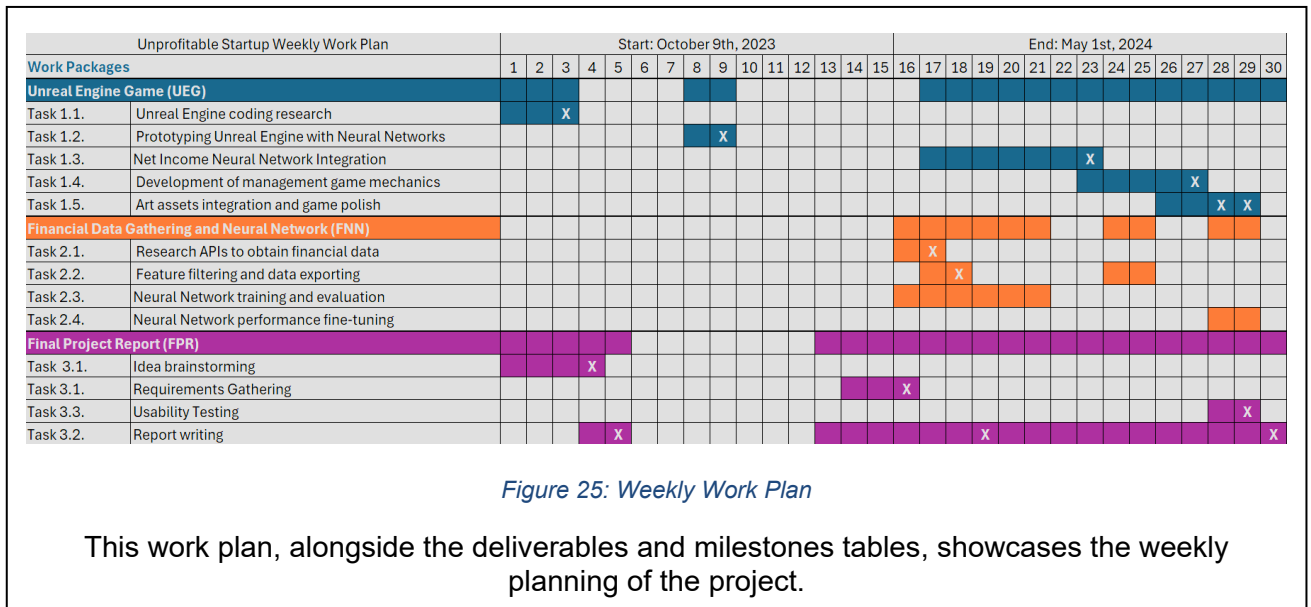 Unprofitable Startup Weekly Work Plan Start: October 9th, 2023 End: May 1st, 2024
Work Packages 1 2 3 4 5 6 7 8 9 10 11 12 13 14 15 16 17 18 19 20 21 22 23 24 25 26 27 28 29 30
Unreal Engine Game (UEG)
Task 1.1. Unreal Engine coding research X
Task 1.2. Prototyping Unreal Engine with Neural Networks X
Task 1.3. Net Income Neural Network Integration X
Task 1.4. Development of management game mechanics X
Task 1.5. Art assets integration and game polish X X
Financial Data Gathering and Neural Network (FNN)
Task 2.1. Research APIs to obtain financial data X
Task 2.2. Feature filtering and data exporting X
Task 2.3. Neural Network training and evaluation
Task 2.4. Neural Network performance fine-tuning
Final Project Report (FPR)
Task 3.1. Idea brainstorming X
Task 3.1. Requirements Gathering X
Task 3.3. Usability Testing X
Task 3.2. Report writing X X X
Figure 25: Weekly Work Plan
This work plan, alongside the deliverables and milestones tables, showcases the weekly
planning of the project.